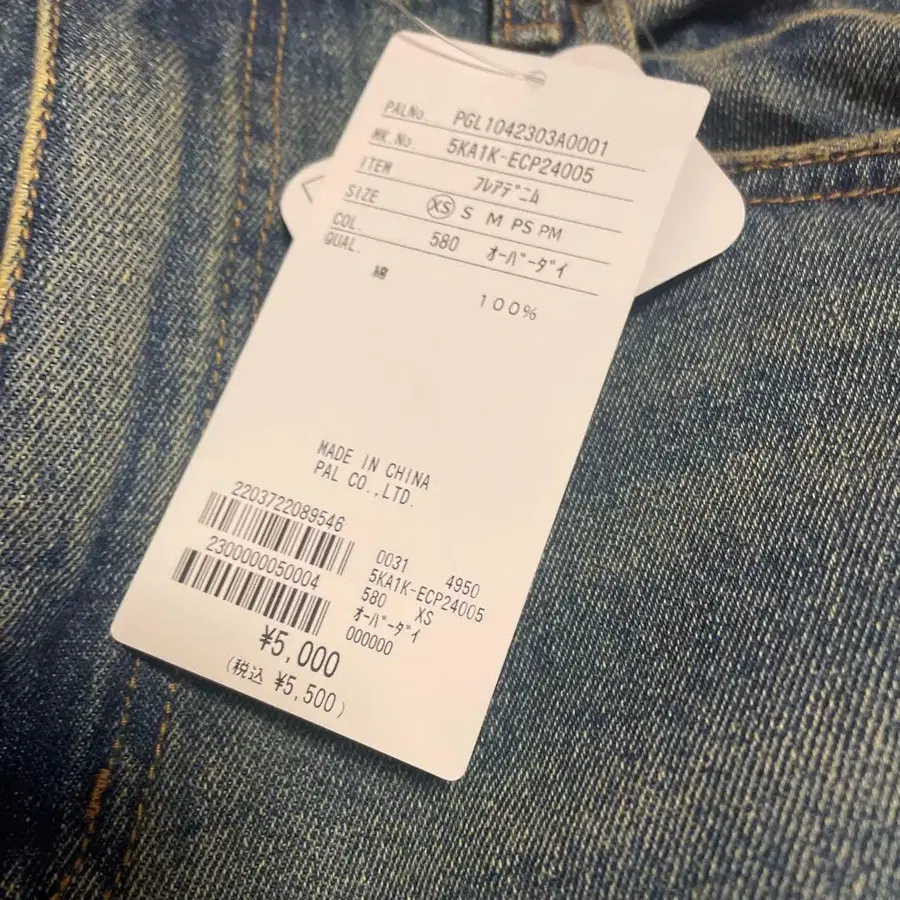 PALNo. PGL1042303A0001
MK.No. 5KA1K-ECP24005
ITEM ﾌﾚｱﾃﾞﾆﾑ
SIZE XS S M PS PM
COL. 580 ｵｰﾊﾞｰﾀﾞｲ
QUAL.
綿 100%
MADE IN CHINA
PAL CO.,LTD.
2203722089546
2300000050004
0031 4950
5KA1K-ECP24005
580 XS
ｵｰﾊﾞｰﾀﾞｲ
000000
¥5,000
(税込 ¥5,500)